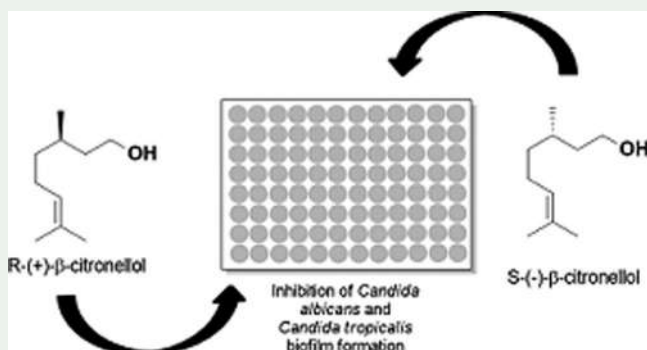 OH
OH
R-(+)-β-citronellol
S-(-)-β-citronellol
Inhibition of Candida
albicans and
Candida tropicalis
biofilm formation